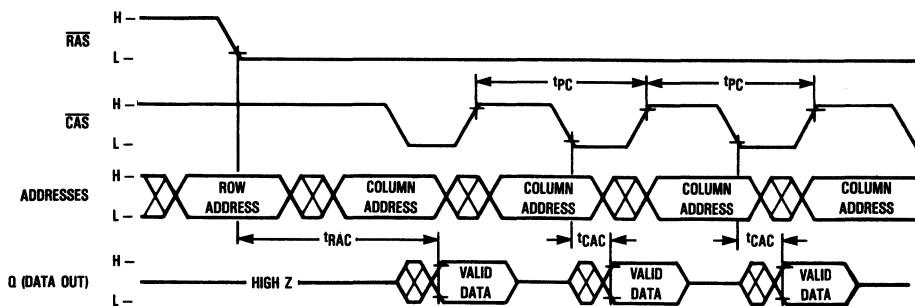 H
RAS
L
tPC
tPC
H
CAS
L
H
ADDRESSES
L
ROW
ADDRESS
COLUMN
ADDRESS
COLUMN
ADDRESS
COLUMN
ADDRESS
COLUMN
ADDRESS
tRAC
tCAC
tCAC
H
Q (DATA OUT)
L
HIGH Z
VALID
DATA
VALID
DATA
VALID
DATA